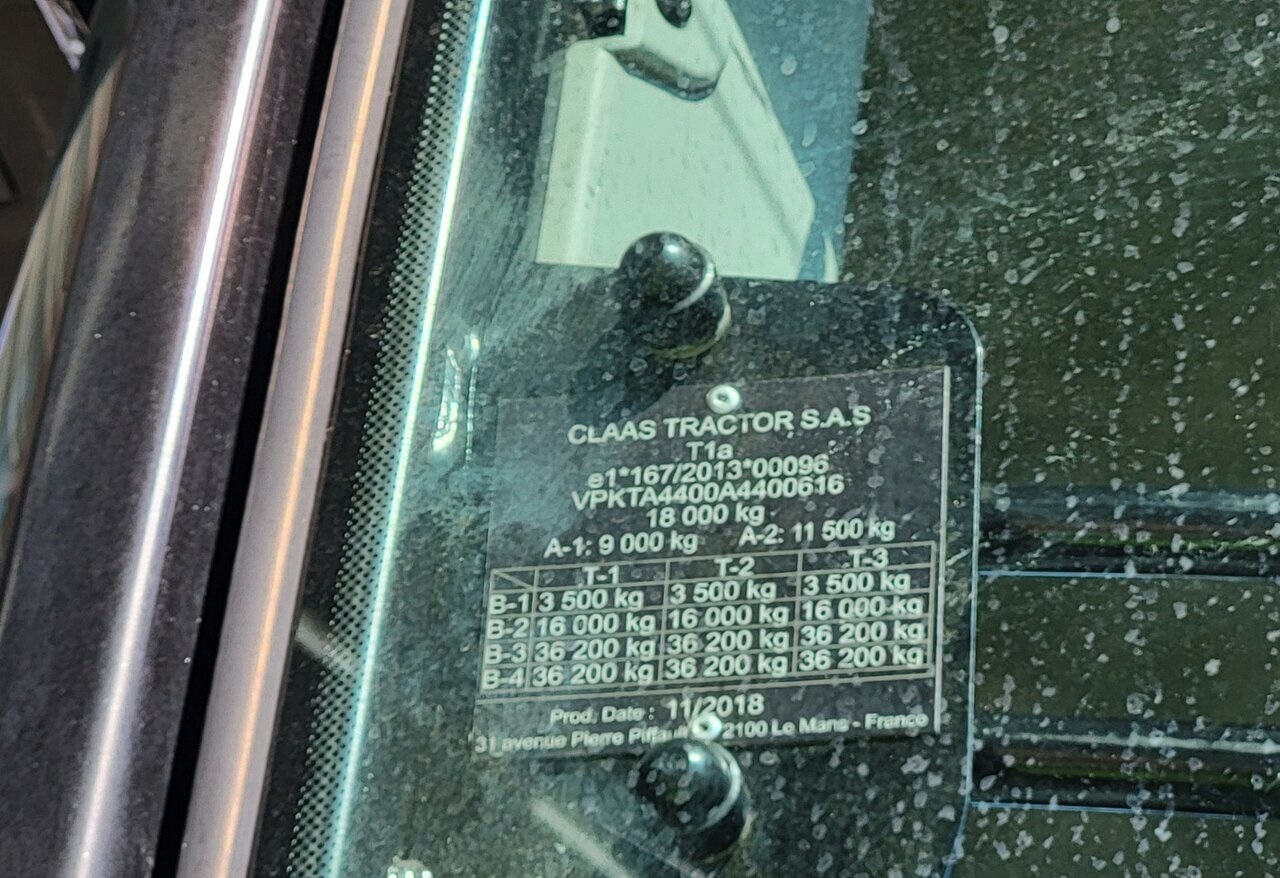 CLAAS TRACTOR S.A.S
T1a
e1*167/2013*00096
VPKTA4400A4400616
18 000 kg
A-1: 9 000 kg A-2: 11 500 kg
T-1 T-2 T-3
B-1 3 500 kg 3 500 kg 3 500 kg
B-2 16 000 kg 16 000 kg 16 000 kg
B-3 36 200 kg 36 200 kg 36 200 kg
B-4 36 200 kg 36 200 kg 36 200 kg
Prod. Date : 11/2018
31 avenue Pierre 2100 Le Mans - France